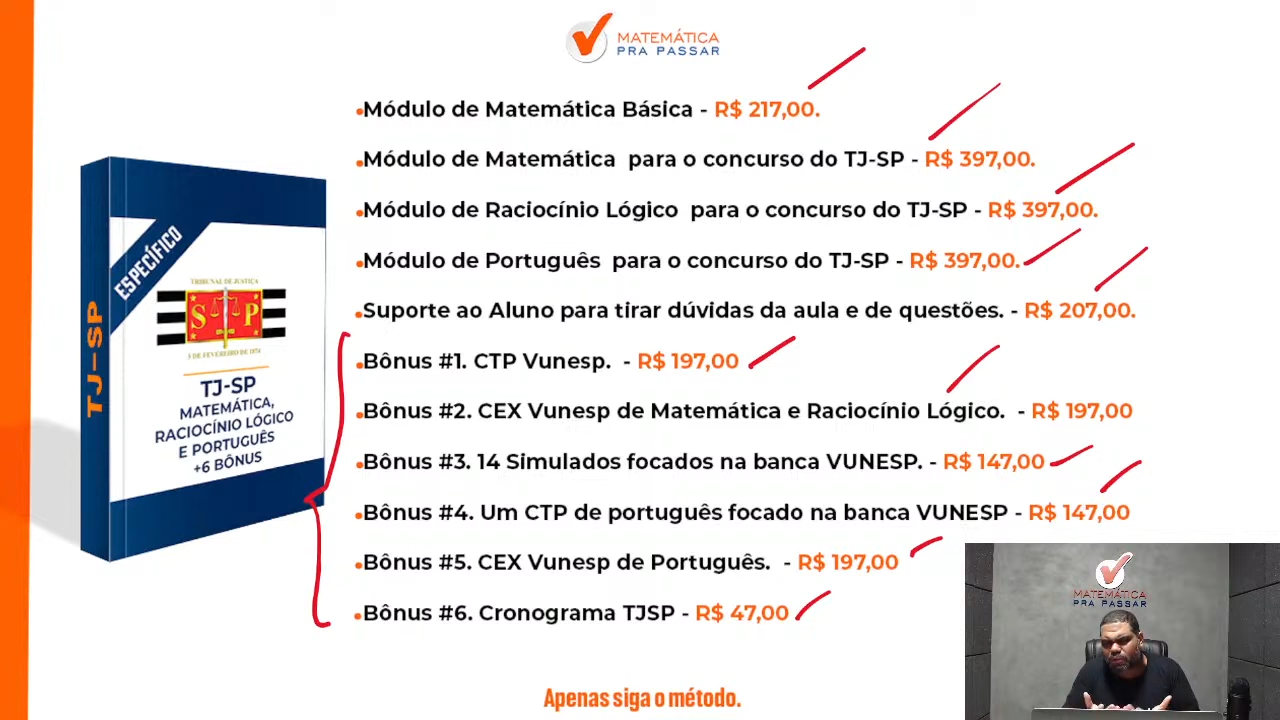 MATEMÁTICA
PRA PASSAR
•Módulo de Matemática Básica - R$ 217,00.
•Módulo de Matemática para o concurso do TJ-SP - R$ 397,00.
•Módulo de Raciocínio Lógico para o concurso do TJ-SP - R$ 397,00.
•Módulo de Português para o concurso do TJ-SP - R$ 397,00.
•Suporte ao Aluno para tirar dúvidas da aula e de questões. - R$ 207,00.
•Bônus #1. CTP Vunesp. - R$ 197,00
•Bônus #2. CEX Vunesp de Matemática e Raciocínio Lógico. - R$ 197,00
•Bônus #3. 14 Simulados focados na banca VUNESP. - R$ 147,00
•Bônus #4. Um CTP de português focado na banca VUNESP - R$ 147,00
•Bônus #5. CEX Vunesp de Português. - R$ 197,00
•Bônus #6. Cronograma TJSP - R$ 47,00
ESPECÍFICO
TRIBUNAL DE JUSTIÇA
S P
3 DE FEVEREIRO DE 1874
TJ-SP
TJ-SP
MATEMÁTICA,
RACIOCÍNIO LÓGICO
E PORTUGUÊS
+6 BÔNUS
MATEMÁTICA
PRA PASSAR
Apenas siga o método.